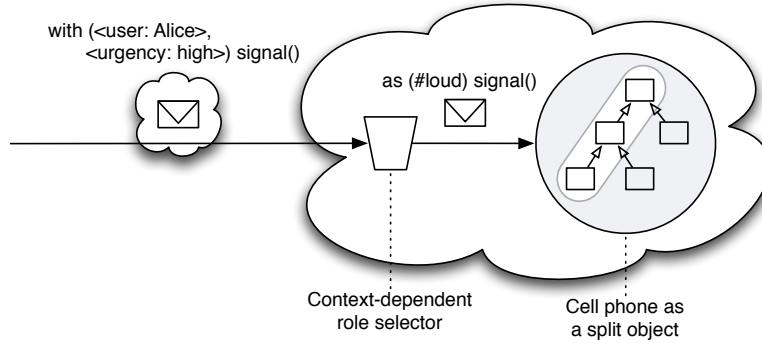 with (<user: Alice>,
<urgency: high>) signal()
as (#loud) signal()
Context-dependent
role selector
Cell phone as
a split object